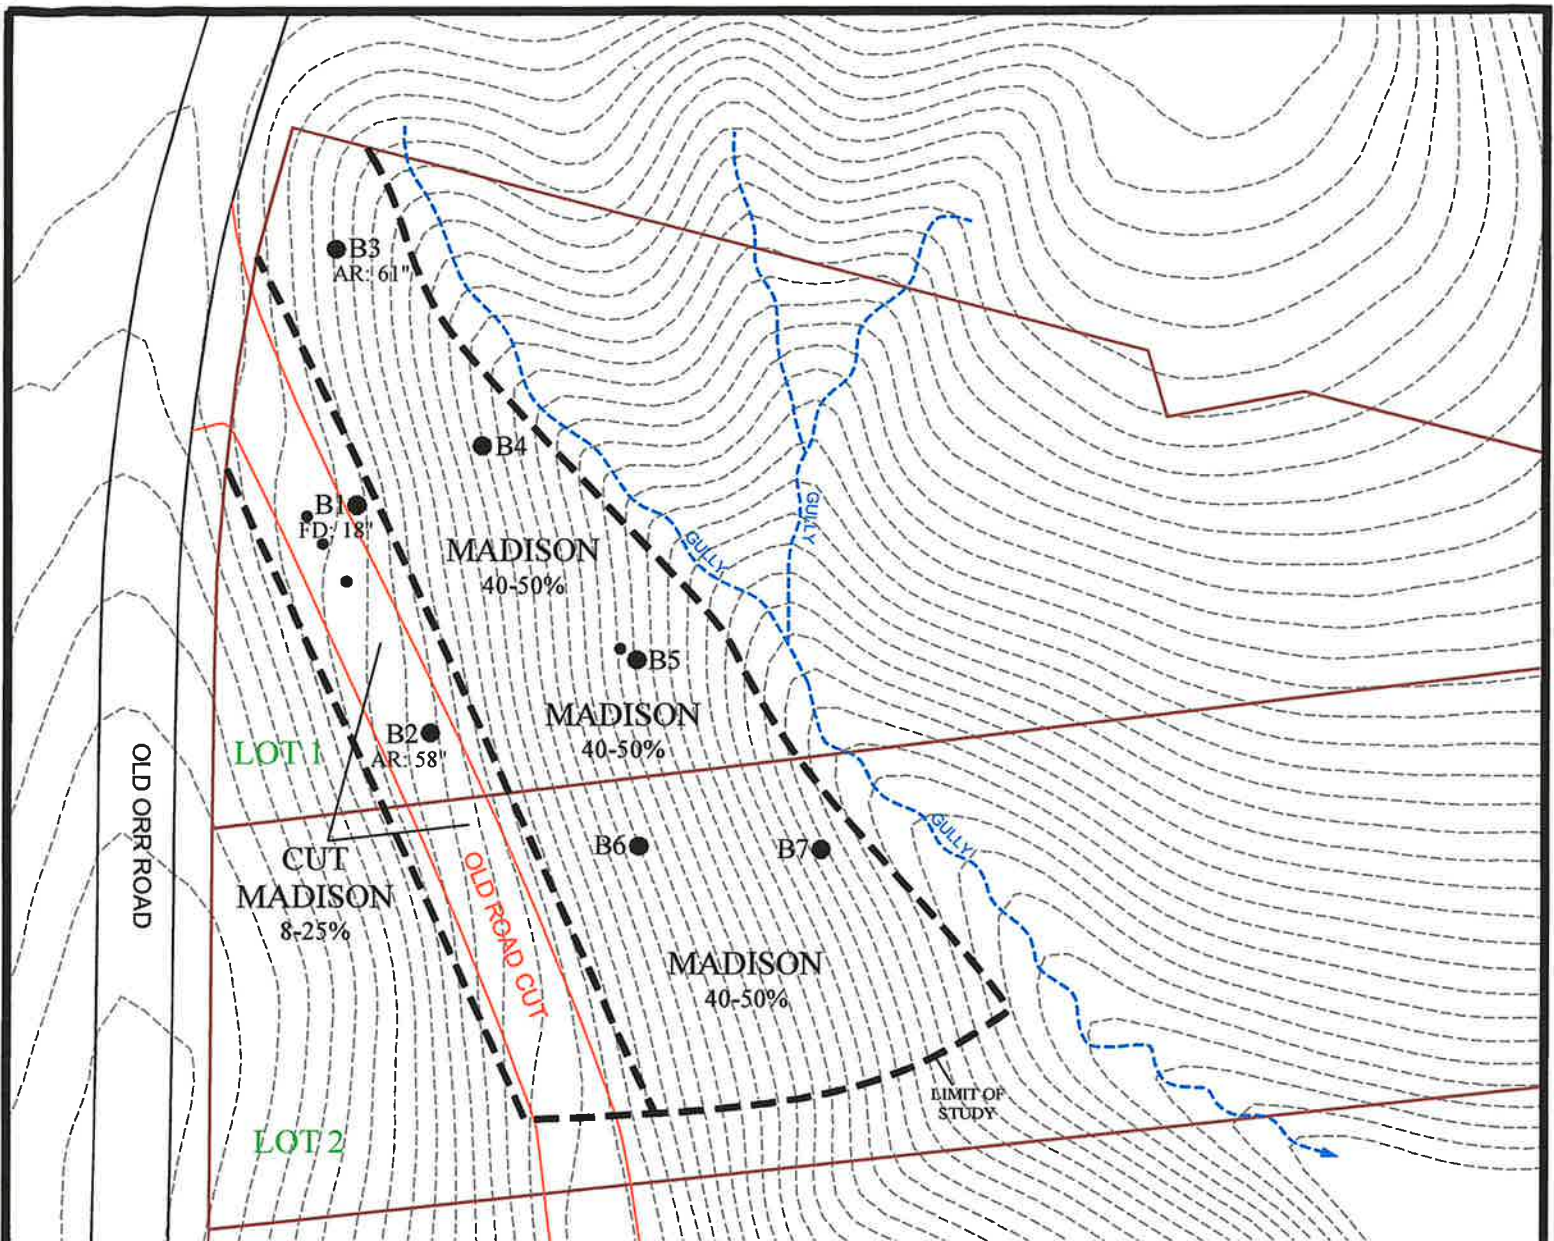 B3
AR: 61"
B4
B1
FD: 18"
MADISON
40-50%
GULLY
GULLY
B5
MADISON
40-50%
B2
AR: 58"
LOT 1
OLD ORR ROAD
B6
B7
GULLY
CUT
MADISON
8-25%
OLD ROAD CUT
MADISON
40-50%
LIMIT OF
STUDY
LOT 2